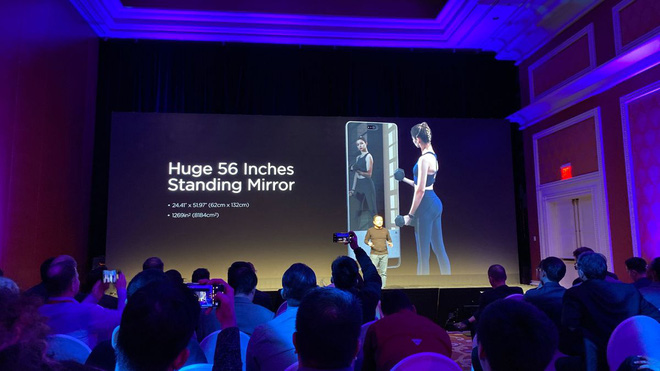 Huge 56 Inches
Standing Mirror
• 24.41" x 51.97" (62cm x 132cm)
• 1269in² (8184cm²)